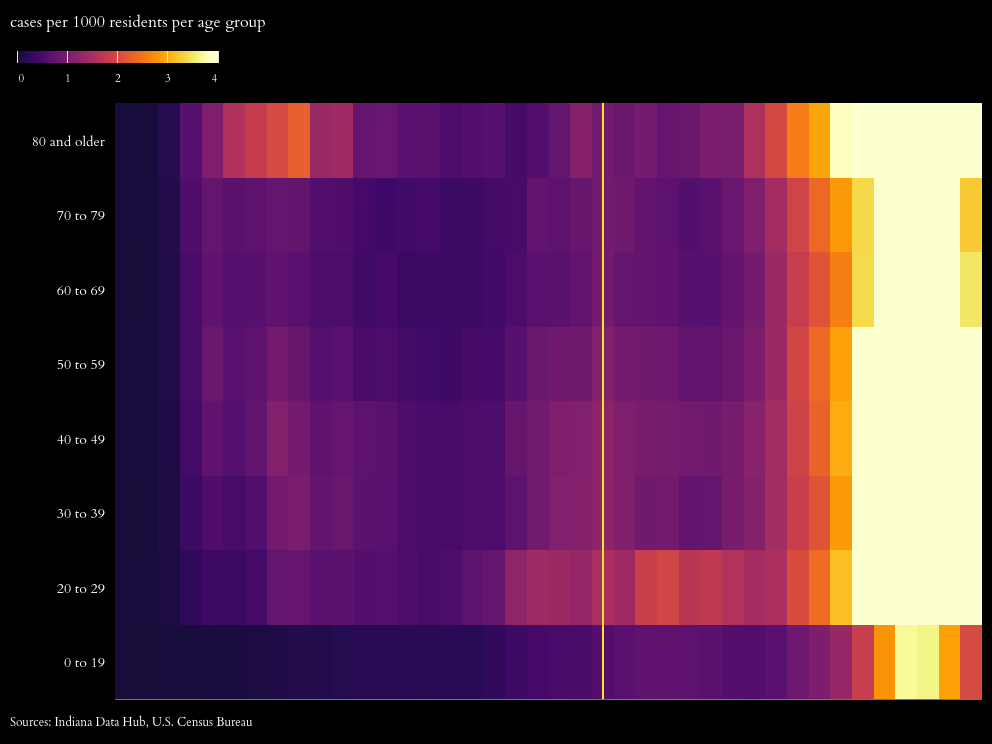 cases per 1000 residents per age group
0 1 2 3 4
80 and older
70 to 79
60 to 69
50 to 59
40 to 49
30 to 39
20 to 29
0 to 19
Sources: Indiana Data Hub, U.S. Census Bureau